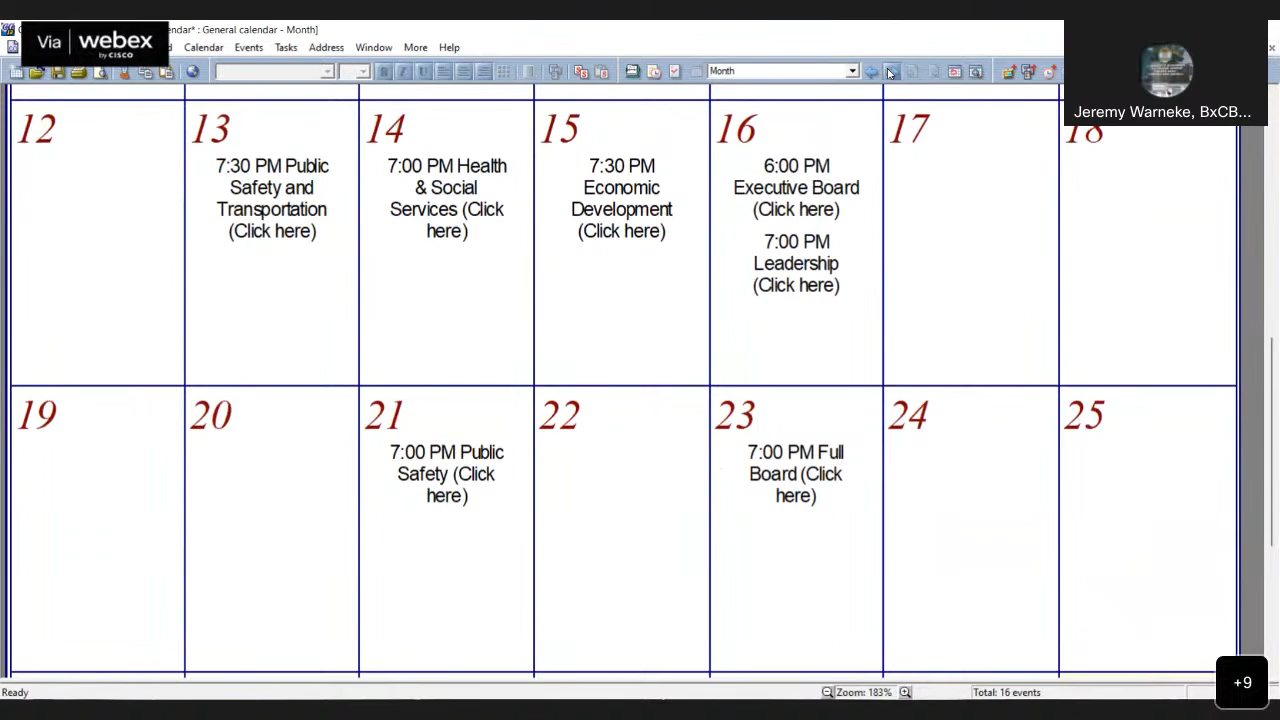 endar* : General calendar - Month]
Via webex
by CISCO
d Calendar Events Tasks Address Window More Help
B I U Month
Jeremy Warneke, BxCB...
12 13 14 15 16 17 18
7:30 PM Public
Safety and
Transportation
(Click here)
7:00 PM Health
& Social
Services (Click
here)
7:30 PM
Economic
Development
(Click here)
6:00 PM
Executive Board
(Click here)
7:00 PM
Leadership
(Click here)
19 20 21 22 23 24 25
7:00 PM Public
Safety (Click
here)
7:00 PM Full
Board (Click
here)
Ready Zoom: 183% Total: 16 events
+9